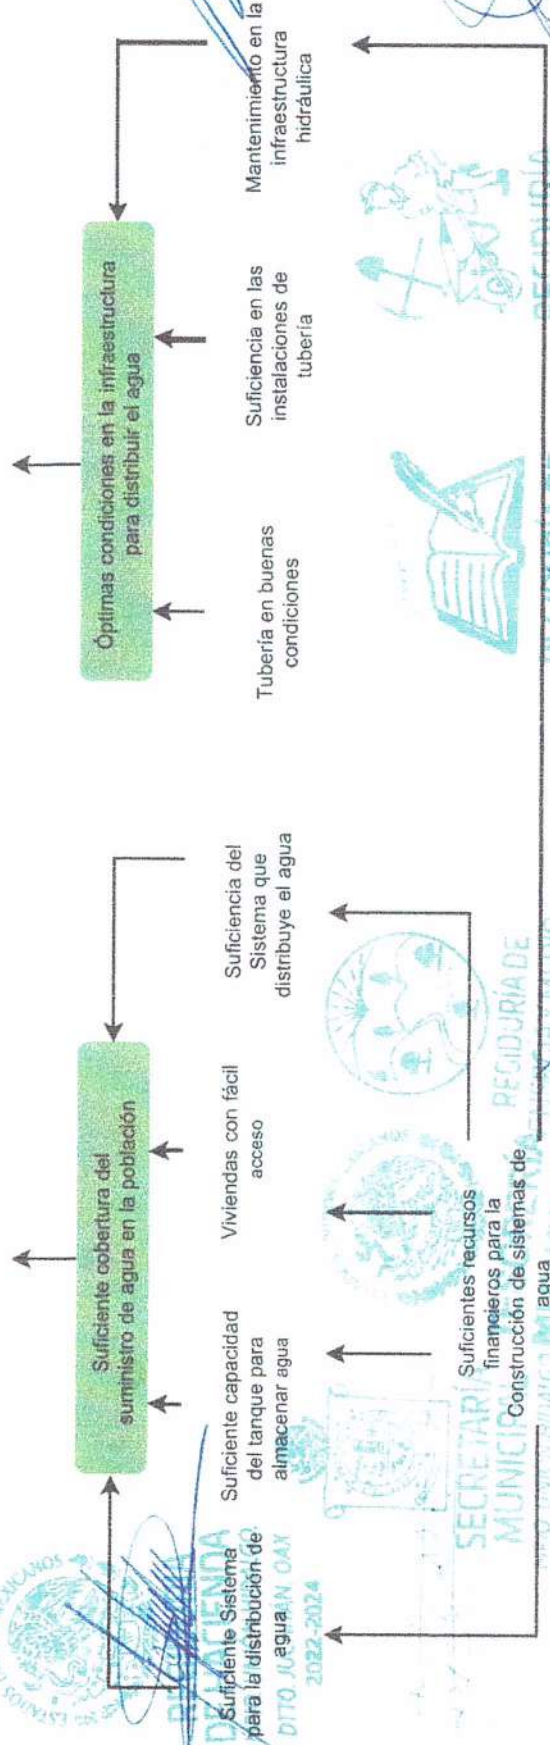 Óptimas condiciones en la infraestructura
para distribuir el agua
Tubería en buenas
condiciones
Suficiencia en las
instalaciones de
tubería
Mantenimiento en la
infraestructura
hidráulica
Suficiente cobertura del
suministro de agua en la población
Suficiente Sistema
para la distribución de
agua
Suficiente capacidad
del tanque para
almacenar agua
Viviendas con fácil
acceso
Suficiencia del
Sistema que
distribuye el agua
Suficientes recursos
financieros para la
Construcción de sistemas de
agua
SECRETARÍA
MUNICIPAL
REGIDURÍA DE
2022-2024